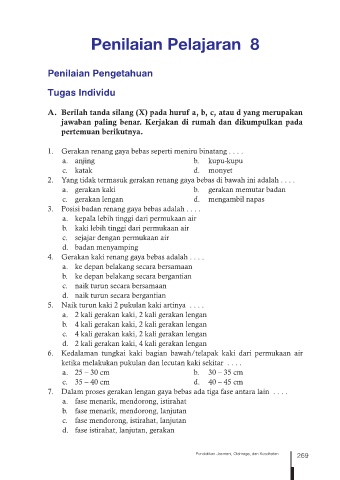 Penilaian Pelajaran 8
Penilaian Pengetahuan
Tugas Individu
A. Berilah tanda silang (X) pada huruf a, b, c, atau d yang merupakan
jawaban paling benar. Kerjakan di rumah dan dikumpulkan pada
pertemuan berikutnya.
1. Gerakan renang gaya bebas seperti meniru binatang . . . .
a. anjing b. kupu-kupu
c. katak d. monyet
2. Yang tidak termasuk gerakan renang gaya bebas di bawah ini adalah . . . .
a. gerakan kaki b. gerakan memutar badan
c. gerakan lengan d. mengambil napas
3. Posisi badan renang gaya bebas adalah . . . .
a. kepala lebih tinggi dari permukaan air
b. kaki lebih tinggi dari permukaan air
c. sejajar dengan permukaan air
d. badan menyamping
4. Gerakan kaki renang gaya bebas adalah . . . .
a. ke depan belakang secara bersamaan
b. ke depan belakang secara bergantian
c. naik turun secara bersamaan
d. naik turun secara bergantian
5. Naik turun kaki 2 pukulan kaki artinya . . . .
a. 2 kali gerakan kaki, 2 kali gerakan lengan
b. 4 kali gerakan kaki, 2 kali gerakan lengan
c. 4 kali gerakan kaki, 2 kali gerakan lengan
d. 2 kali gerakan kaki, 4 kali gerakan lengan
6. Kedalaman tungkai kaki bagian bawah/telapak kaki dari permukaan air
ketika melakukan pukulan dan lecutan kaki sekitar . . . .
a. 25 – 30 cm b. 30 – 35 cm
c. 35 – 40 cm d. 40 – 45 cm
7. Dalam proses gerakan lengan gaya bebas ada tiga fase antara lain . . . .
a. fase menarik, mendorong, istirahat
b. fase menarik, mendorong, lanjutan
c. fase mendorong, istirahat, lanjutan
d. fase istirahat, lanjutan, gerakan
Pendidikan Jasmani, Olahraga, dan Kesehatan 269